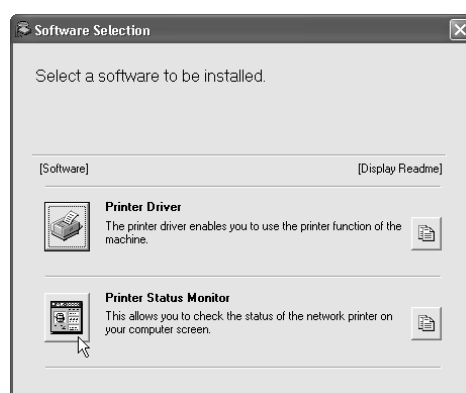 Software Selection
Select a software to be installed.
[Software] [Display Readme]
Printer Driver
The printer driver enables you to use the printer function of the
machine.
Printer Status Monitor
This allows you to check the status of the network printer on
your computer screen.